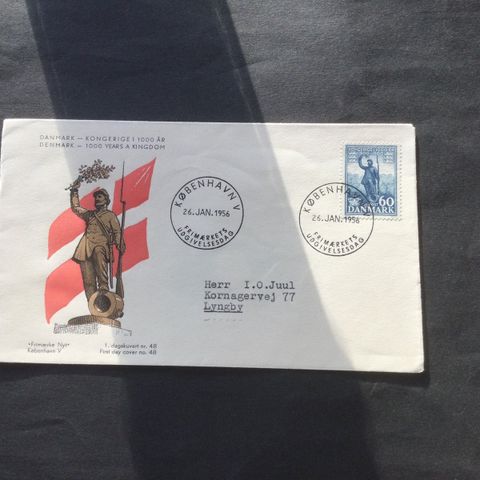 DANMARK — KONGERIGE I 1000 ÅR
DENMARK — 1000 YEARS A KINGDOM
KØBENHAVN V
26. JAN. 1956
FRIMÆRKETS
UDGIVELSESDAG
60
DANMARK
KØBENHAVN V
26. JAN. 1956
FRIMÆRKETS
UDGIVELSESDAG
Herr I.O.Juul
Kornagervej 77
Lyngby
»Frimærke Nyt«
København V
1. dagskuvert nr. 48
First day cover no. 48